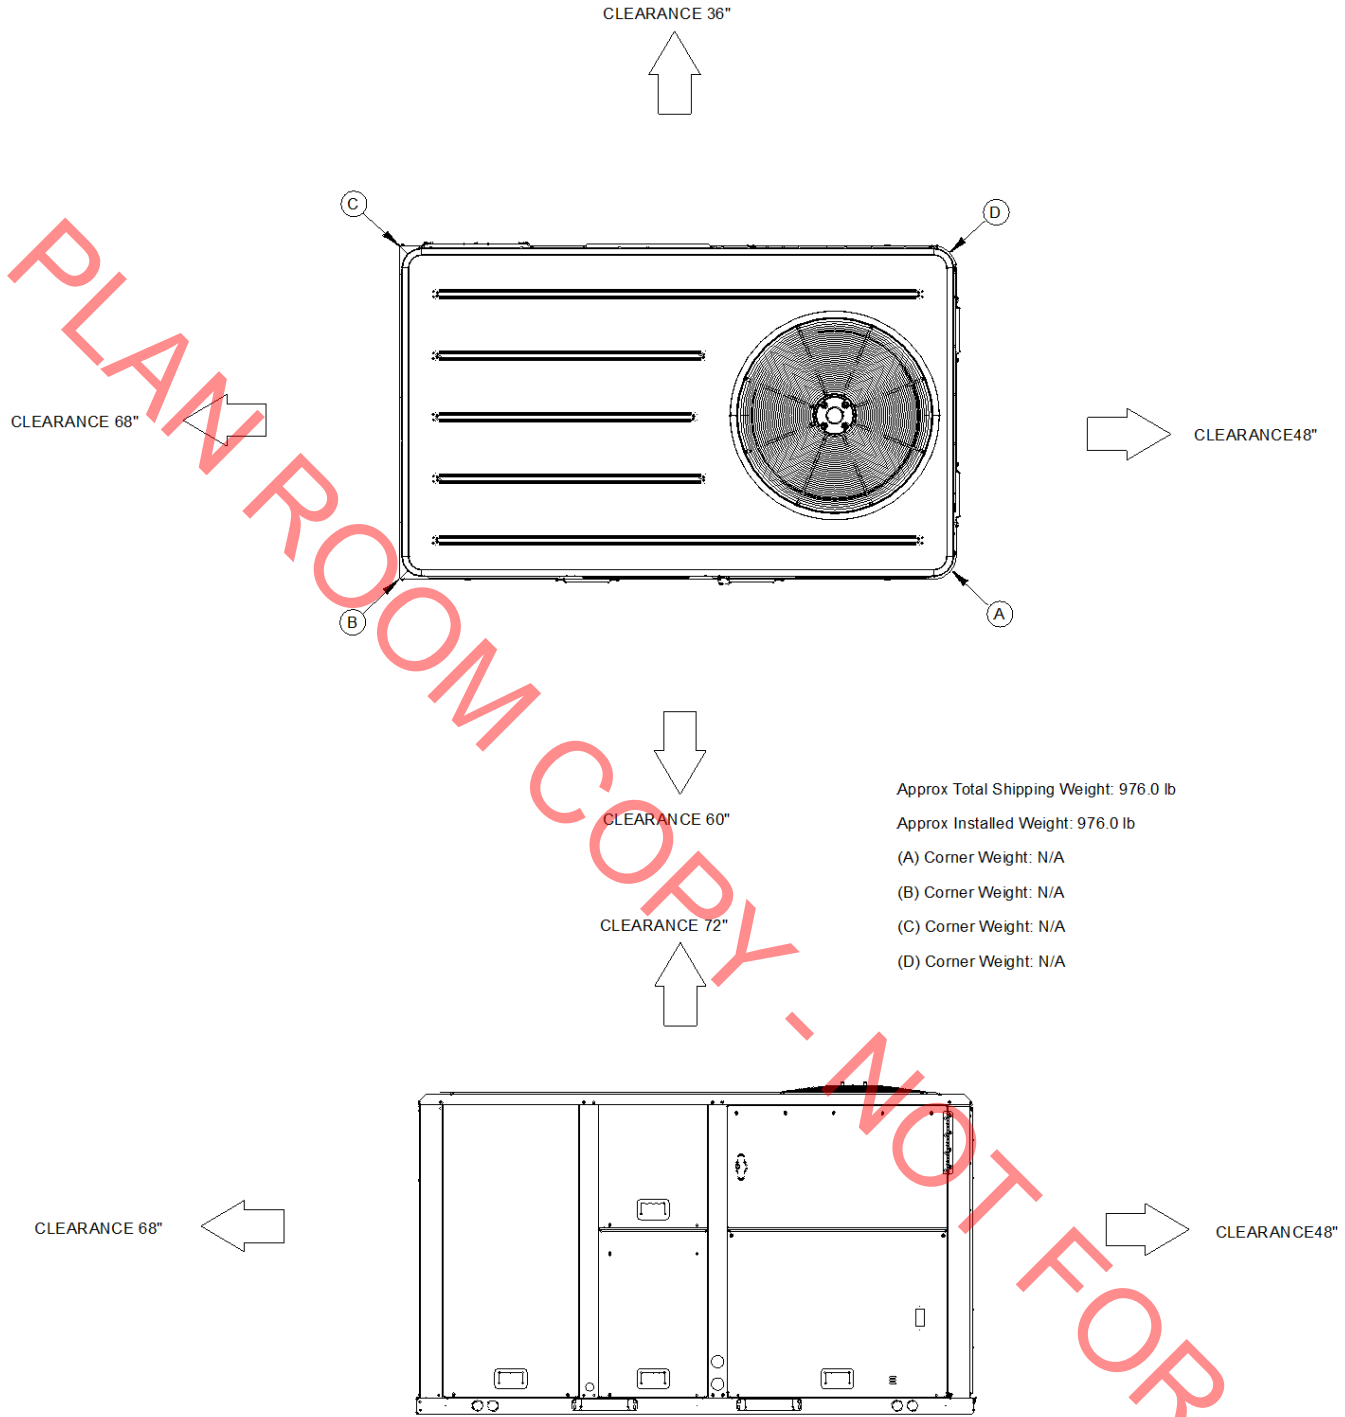 CLEARANCE 36"
C
D
CLEARANCE 68"
CLEARANCE48"
B
A
CLEARANCE 60"
Approx Total Shipping Weight: 976.0 lb
Approx Installed Weight: 976.0 lb
(A) Corner Weight: N/A
(B) Corner Weight: N/A
(C) Corner Weight: N/A
(D) Corner Weight: N/A
CLEARANCE 72"
CLEARANCE 68"
CLEARANCE48"
PLAN ROOM COPY - NOT FOR